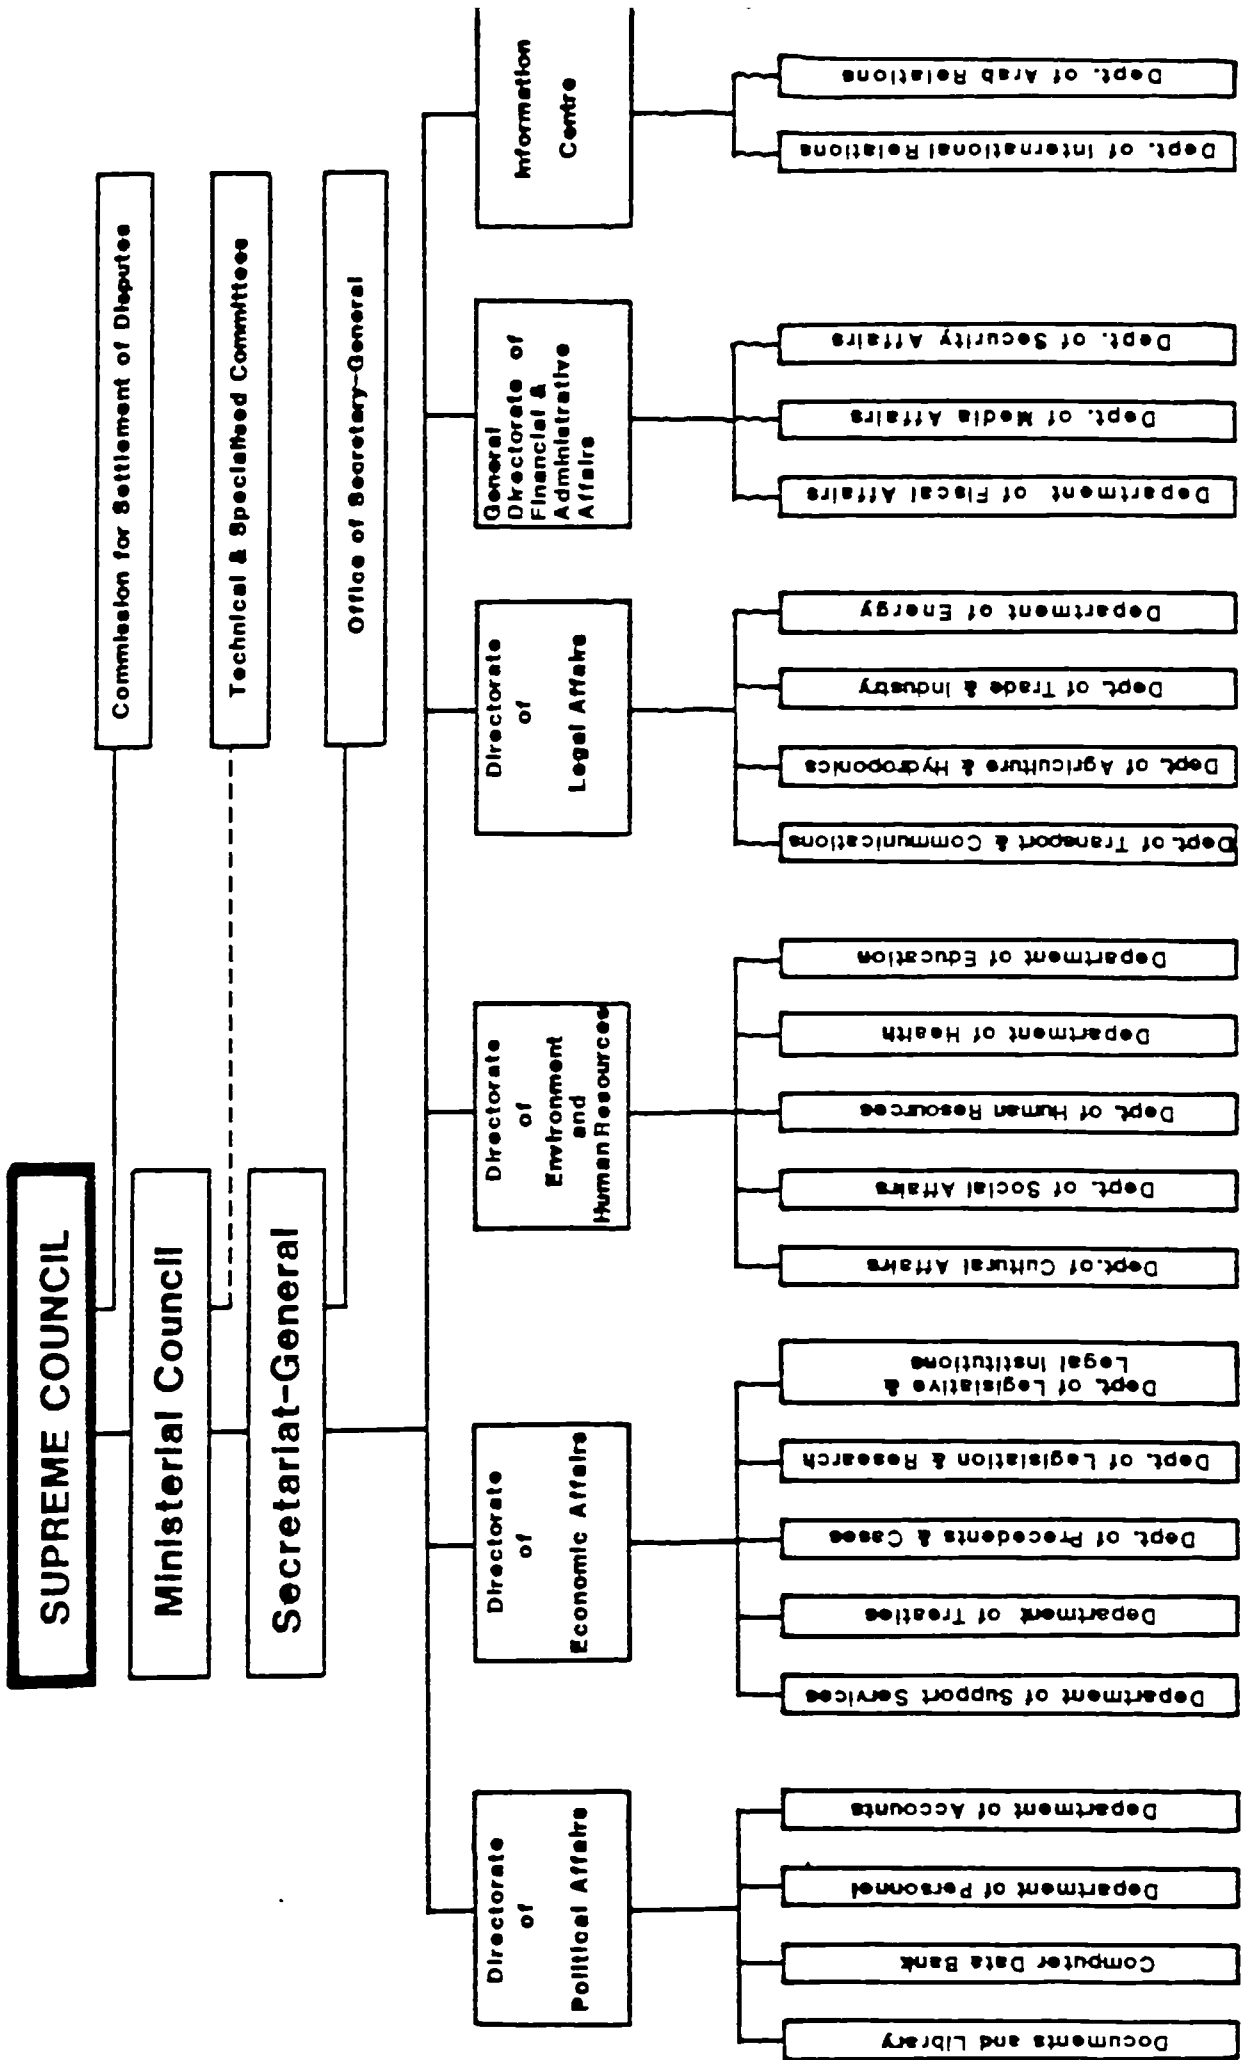 SUPREME COUNCIL
Commission for Settlement of Disputes
Ministerial Council
Technical & Specialised Committees
Secretariat-General
Office of Secretary-General
Directorate
of
Political Affairs
Directorate
of
Economic Affairs
Directorate
of
Environment
and
Human Resources
Directorate
of
Legal Affairs
General
Directorate of
Financial &
Administrative
Affairs
Information
Centre
Documents and Library
Computer Data Bank
Department of Personnel
Department of Accounts
Department of Support Services
Department of Treaties
Dept. of Precedents & Cases
Dept. of Legislation & Research
Dept. of Legislative &
Legal Institutions
Dept. of Cultural Affairs
Dept. of Social Affairs
Dept. of Human Resources
Department of Health
Department of Education
Dept. of Transport & Communications
Dept. of Agriculture & Hydroponics
Dept. of Trade & Industry
Department of Energy
Department of Fiscal Affairs
Dept. of Media Affairs
Dept. of Security Affairs
Dept. of International Relations
Dept. of Arab Relations